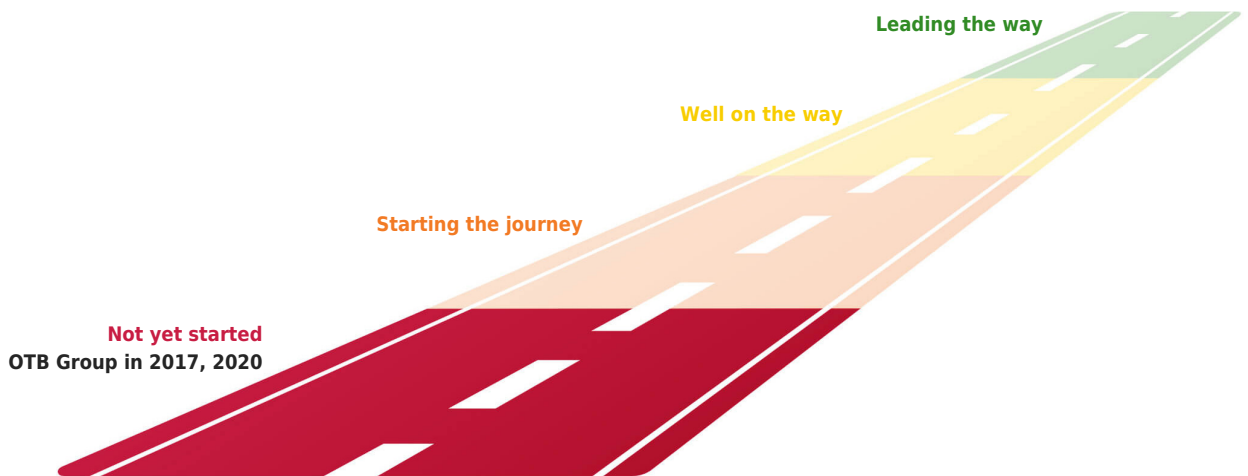 Leading the way
Well on the way
Starting the journey
Not yet started
OTB Group in 2017, 2020